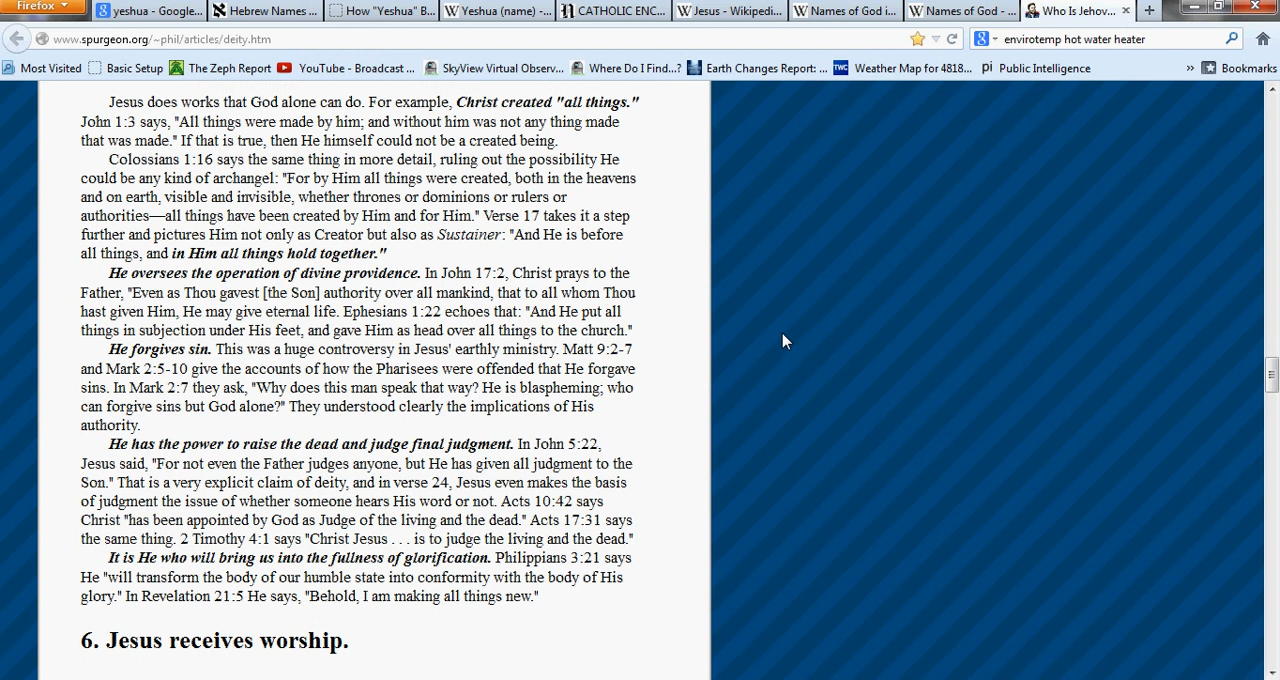 Firefox
yeshua - Google...
Hebrew Names ...
How "Yeshua" B...
Yeshua (name) -...
CATHOLIC ENC...
Jesus - Wikipedi...
Names of God i...
Names of God - ...
Who Is Jehov...
www.spurgeon.org/~phil/articles/deity.htm
envirotemp hot water heater
Most Visited
Basic Setup
The Zeph Report
YouTube - Broadcast ...
SkyView Virtual Observ...
Where Do I Find...?
Earth Changes Report: ...
TWC
Weather Map for 4818...
pi Public Intelligence
»
Bookmarks
Jesus does works that God alone can do. For example, Christ created "all things."
John 1:3 says, "All things were made by him; and without him was not any thing made
that was made." If that is true, then He himself could not be a created being.
Colossians 1:16 says the same thing in more detail, ruling out the possibility He
could be any kind of archangel: "For by Him all things were created, both in the heavens
and on earth, visible and invisible, whether thrones or dominions or rulers or
authorities—all things have been created by Him and for Him." Verse 17 takes it a step
further and pictures Him not only as Creator but also as Sustainer: "And He is before
all things, and in Him all things hold together."
He oversees the operation of divine providence. In John 17:2, Christ prays to the
Father, "Even as Thou gavest [the Son] authority over all mankind, that to all whom Thou
hast given Him, He may give eternal life. Ephesians 1:22 echoes that: "And He put all
things in subjection under His feet, and gave Him as head over all things to the church."
He forgives sin. This was a huge controversy in Jesus' earthly ministry. Matt 9:2-7
and Mark 2:5-10 give the accounts of how the Pharisees were offended that He forgave
sins. In Mark 2:7 they ask, "Why does this man speak that way? He is blaspheming; who
can forgive sins but God alone?" They understood clearly the implications of His
authority.
He has the power to raise the dead and judge final judgment. In John 5:22,
Jesus said, "For not even the Father judges anyone, but He has given all judgment to the
Son." That is a very explicit claim of deity, and in verse 24, Jesus even makes the basis
of judgment the issue of whether someone hears His word or not. Acts 10:42 says
Christ "has been appointed by God as Judge of the living and the dead." Acts 17:31 says
the same thing. 2 Timothy 4:1 says "Christ Jesus . . . is to judge the living and the dead."
It is He who will bring us into the fullness of glorification. Philippians 3:21 says
He "will transform the body of our humble state into conformity with the body of His
glory." In Revelation 21:5 He says, "Behold, I am making all things new."
6. Jesus receives worship.